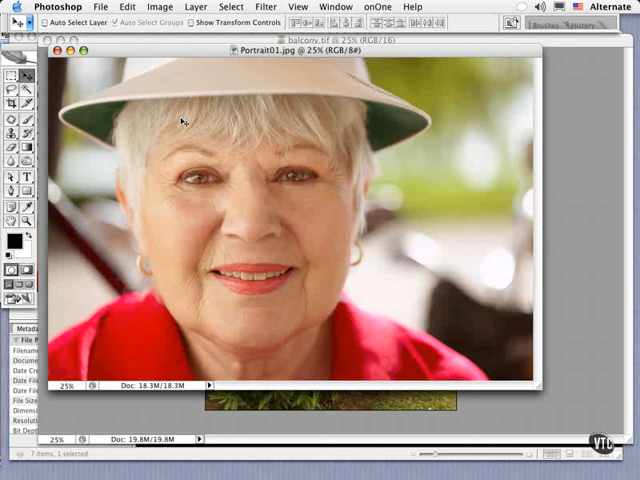 Photoshop File Edit Image Layer Select Filter View Window onOne Help Alternate
Auto Select Layer Auto Select Groups Show Transform Controls
Brushes History
balcony.tif @ 25% (RGB/16)
Portrait01.jpg @ 25% (RGB/8#)
Metada
File P
Filename
Docume
Date Cre
Date File
File Size
Dimensi
Resoluti
Bit Dept
25% Doc: 18.3M/18.3M
25% Doc: 19.8M/19.8M
7 items, 1 selected
VTC